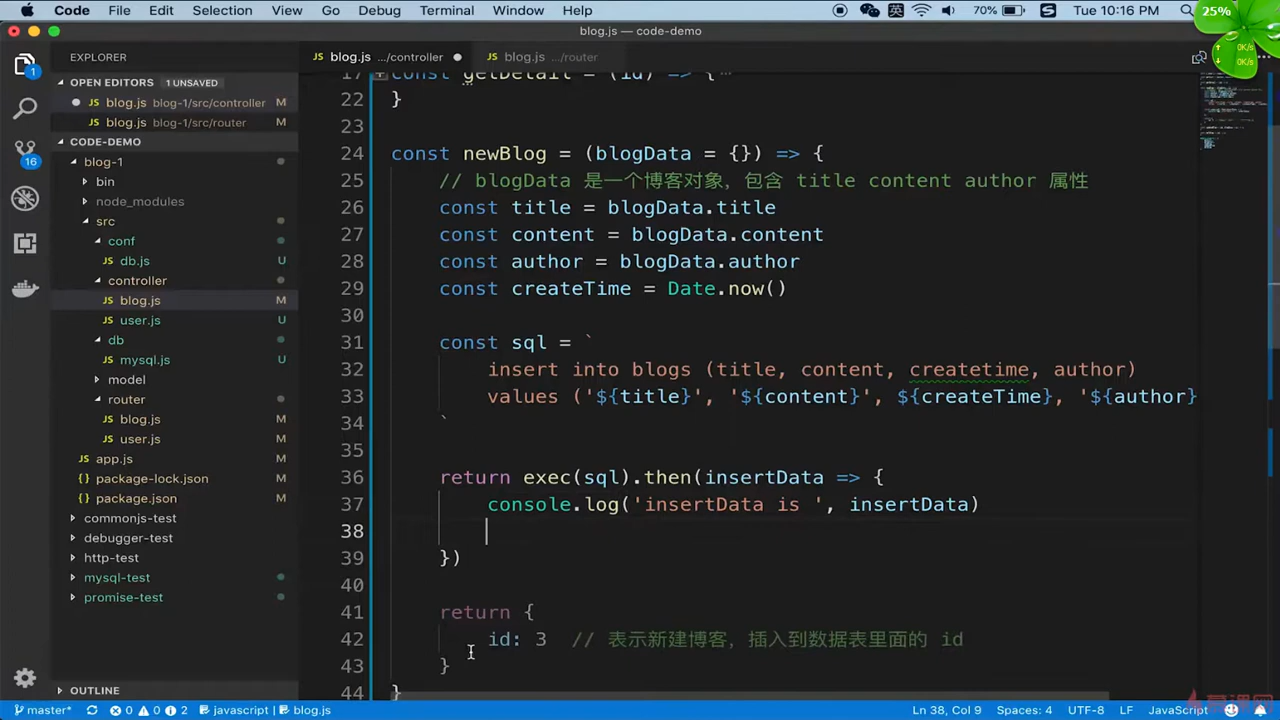 Code File Edit Selection View Go Debug Terminal Window Help
英 70% S Tue 10:16 PM 25%
blog.js — code-demo
0K/s
0K/s
EXPLORER
OPEN EDITORS 1 UNSAVED
blog.js blog-1/src/controller M
blog.js blog-1/src/router M
CODE-DEMO
blog-1
bin
node_modules
src
conf
db.js U
controller
blog.js M
user.js U
db
mysql.js U
model
router
blog.js M
user.js M
app.js M
package-lock.json M
package.json M
commonjs-test
debugger-test
http-test
mysql-test
promise-test
OUTLINE
1
16
blog.js .../controller
blog.js .../router
17 const getDetail = (id) => {
22 }
23
24 const newBlog = (blogData = {}) => {
25 // blogData 是一个博客对象，包含 title content author 属性
26 const title = blogData.title
27 const content = blogData.content
28 const author = blogData.author
29 const createTime = Date.now()
30
31 const sql = `
32 insert into blogs (title, content, createtime, author)
33 values ('${title}', '${content}', ${createTime}, '${author}
34 `
35
36 return exec(sql).then(insertData => {
37 console.log('insertData is ', insertData)
38
39 })
40
41 return {
42 id: 3 // 表示新建博客，插入到数据表里面的 id
43 }
44 }
master* 0 0 2 javascript blog.js Ln 38, Col 9 Spaces: 4 UTF-8 LF JavaScript